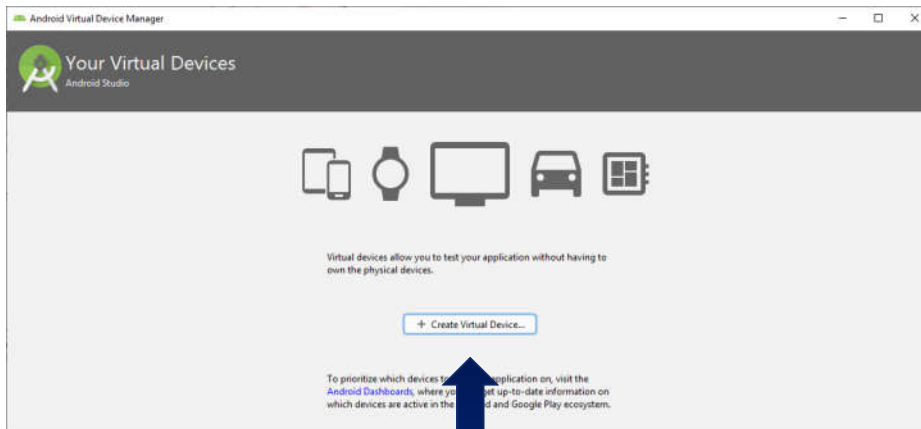 Android Virtual Device Manager
Your Virtual Devices
Android Studio
Virtual devices allow you to test your application without having to
own the physical devices.
+ Create Virtual Device...
To prioritize which devices to application on, visit the
Android Dashboards, where you get up-to-date information on
which devices are active in the and Google Play ecosystem.